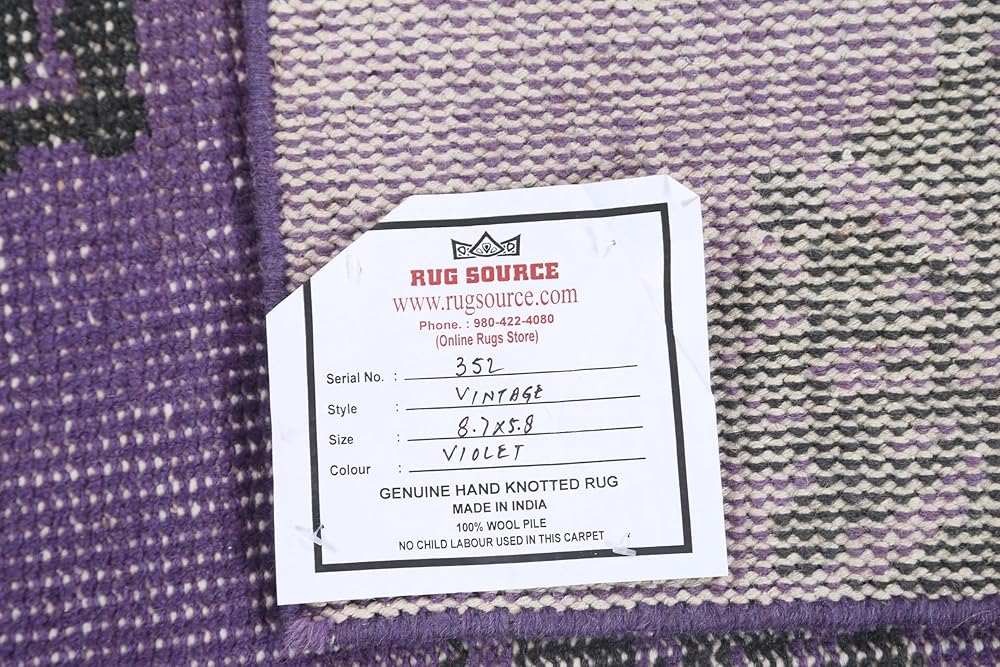 RUG SOURCE
www.rugsource.com
Phone. : 980-422-4080
(Online Rugs Store)
Serial No. : 352
Style : VINTAGE
Size : 8.7x5.8
Colour : VIOLET
GENUINE HAND KNOTTED RUG
MADE IN INDIA
100% WOOL PILE
NO CHILD LABOUR USED IN THIS CARPET